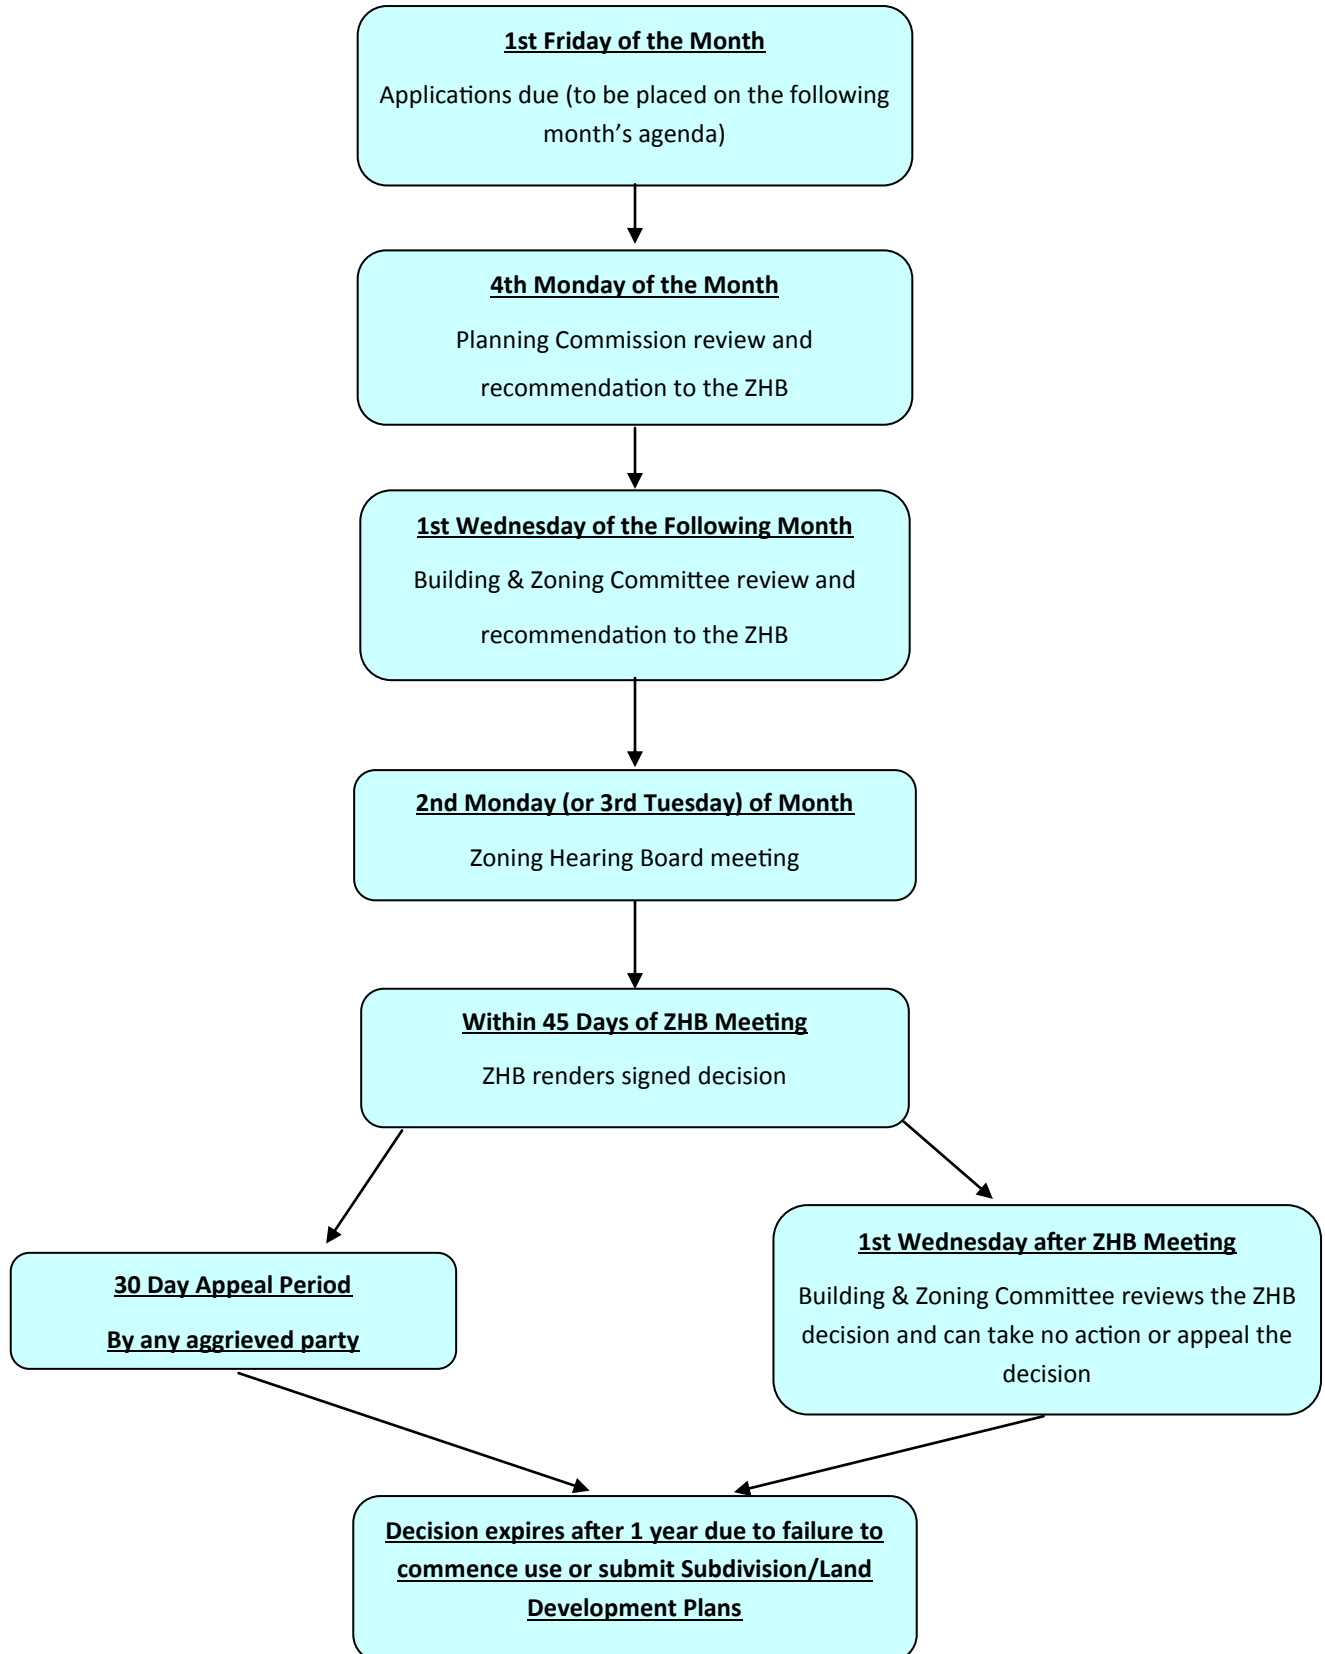 1st Friday of the Month
Applications due (to be placed on the following
month’s agenda)
4th Monday of the Month
Planning Commission review and
recommendation to the ZHB
1st Wednesday of the Following Month
Building & Zoning Committee review and
recommendation to the ZHB
2nd Monday (or 3rd Tuesday) of Month
Zoning Hearing Board meeting
Within 45 Days of ZHB Meeting
ZHB renders signed decision
30 Day Appeal Period
By any aggrieved party
1st Wednesday after ZHB Meeting
Building & Zoning Committee reviews the ZHB
decision and can take no action or appeal the
decision
Decision expires after 1 year due to failure to
commence use or submit Subdivision/Land
Development Plans